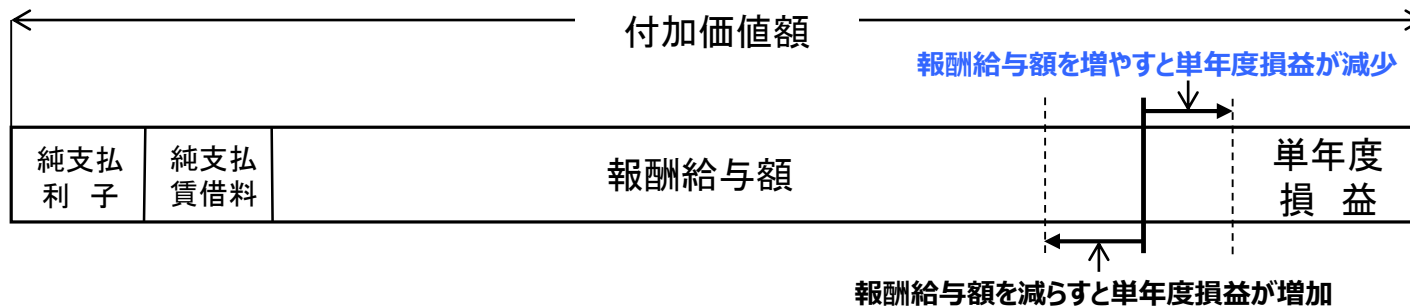 付加価値額
報酬給与額を増やすと単年度損益が減少
純支払
利 子
純支払
賃借料
報酬給与額
単年度
損 益
報酬給与額を減らすと単年度損益が増加